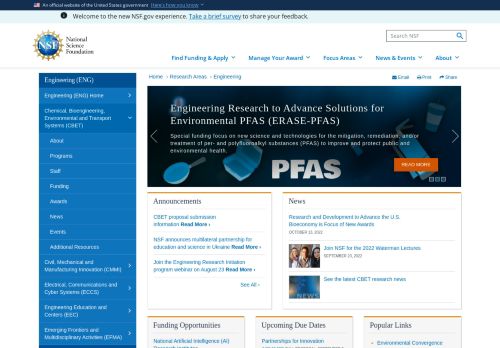 An official website of the United States government Here's how you know
Welcome to the new NSF.gov experience. Take a brief survey to share your feedback.
NSF
National
Science
Foundation
Search NSF
Find Funding & Apply
Manage Your Award
Focus Areas
News & Events
About
Engineering (ENG)
Engineering (ENG) Home
Chemical, Bioengineering,
Environmental and Transport
Systems (CBET)
About
Programs
Staff
Funding
Awards
News
Events
Additional Resources
Civil, Mechanical and
Manufacturing Innovation (CMMI)
Electrical, Communications and
Cyber Systems (ECCS)
Engineering Education and
Centers (EEC)
Emerging Frontiers and
Multidisciplinary Activities (EFMA)
Home › Research Areas › Engineering
Email
Print
Share
Engineering Research to Advance Solutions for
Environmental PFAS (ERASE-PFAS)
Special funding focus on new science and technologies for the mitigation, remediation, and/or
treatment of per- and polyfluoroalkyl substances (PFAS) to improve and protect public and
environmental health.
READ MORE
PFAS
Announcements
CBET proposal submission
information Read More ›
NSF announces multilateral partnership for
education and science in Ukraine Read More ›
Join the Engineering Research Initiation
program webinar on August 23 Read More ›
See All ›
News
Research and Development to Advance the U.S.
Bioeconomy is Focus of New Awards
Join NSF for the 2022 Waterman Lectures
See the latest CBET research news
NEWS
Funding Opportunities
National Artificial Intelligence (AI)
Upcoming Due Dates
Partnerships for Innovation
Popular Links
Environmental Convergence